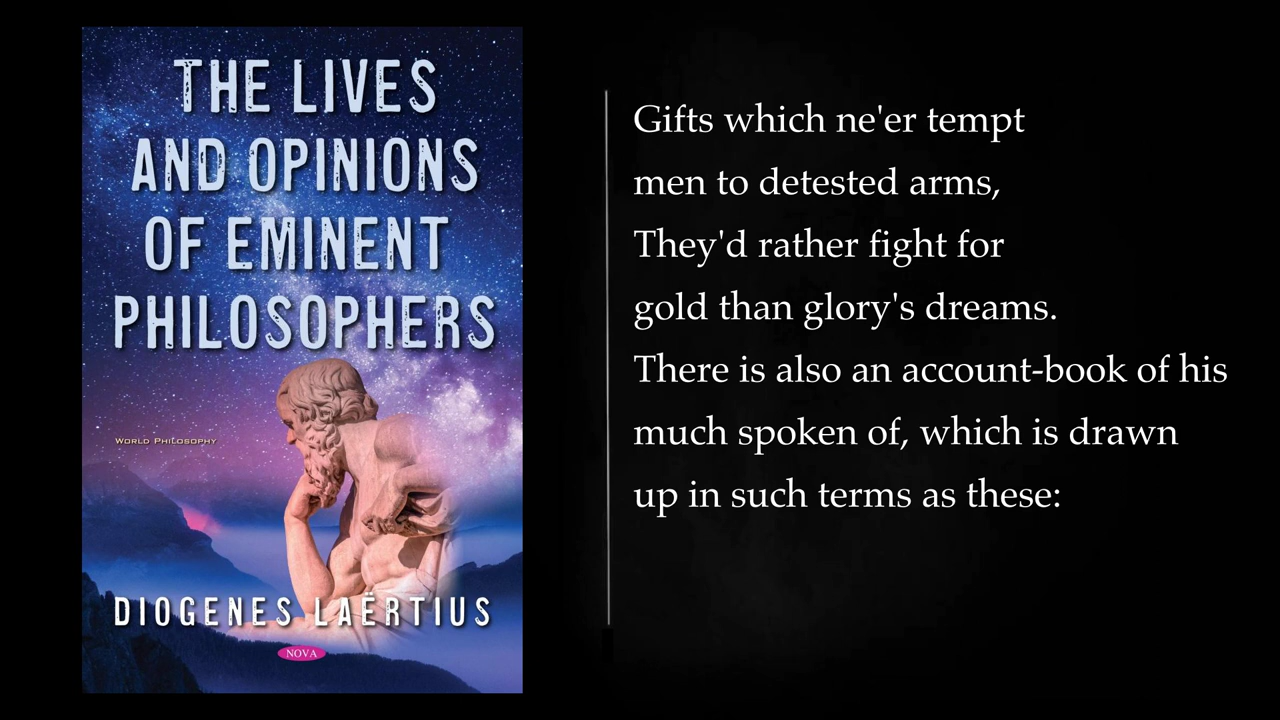 THE LIVES
AND OPINIONS
OF EMINENT
PHILOSOPHERS
WORLD PHILOSOPHY
DIOGENES LAËRTIUS
NOVA
Gifts which ne'er tempt
men to detested arms,
They'd rather fight for
gold than glory's dreams.
There is also an account-book of his
much spoken of, which is drawn
up in such terms as these: